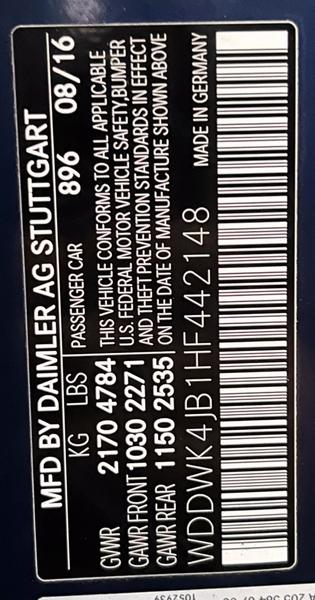 MFD BY DAIMLER AG STUTTGART
KG LBS PASSENGER CAR 896 08/16
GWWR 2170 4784 THIS VEHICLE CONFORMS TO ALL APPLICABLE
GAWR FRONT 1030 2271 U.S. FEDERAL MOTOR VEHICLE SAFETY,BUMPER
GAWR REAR 1150 2535 AND THEFT PREVENTION STANDARDS IN EFFECT
ON THE DATE OF MANUFACTURE SHOWN ABOVE
WDDWK4JB1HF442148 MADE IN GERMANY